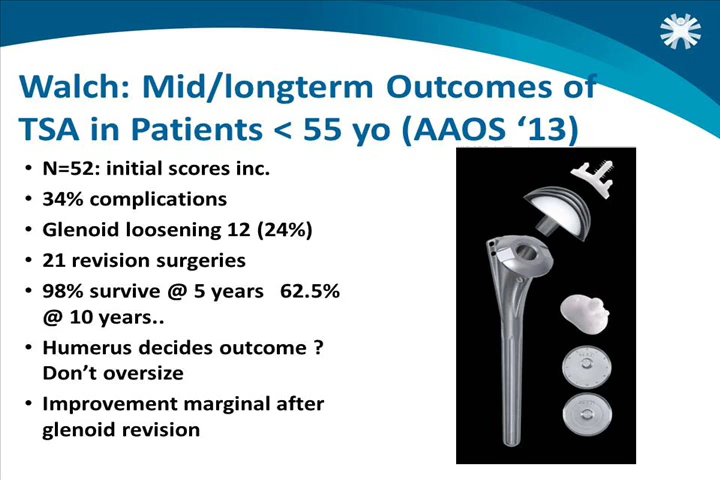 Walch: Mid/longterm Outcomes of
TSA in Patients < 55 yo (AAOS ‘13)
• N=52: initial scores inc.
• 34% complications
• Glenoid loosening 12 (24%)
• 21 revision surgeries
• 98% survive @ 5 years 62.5%
@ 10 years..
• Humerus decides outcome ?
Don’t oversize
• Improvement marginal after
glenoid revision